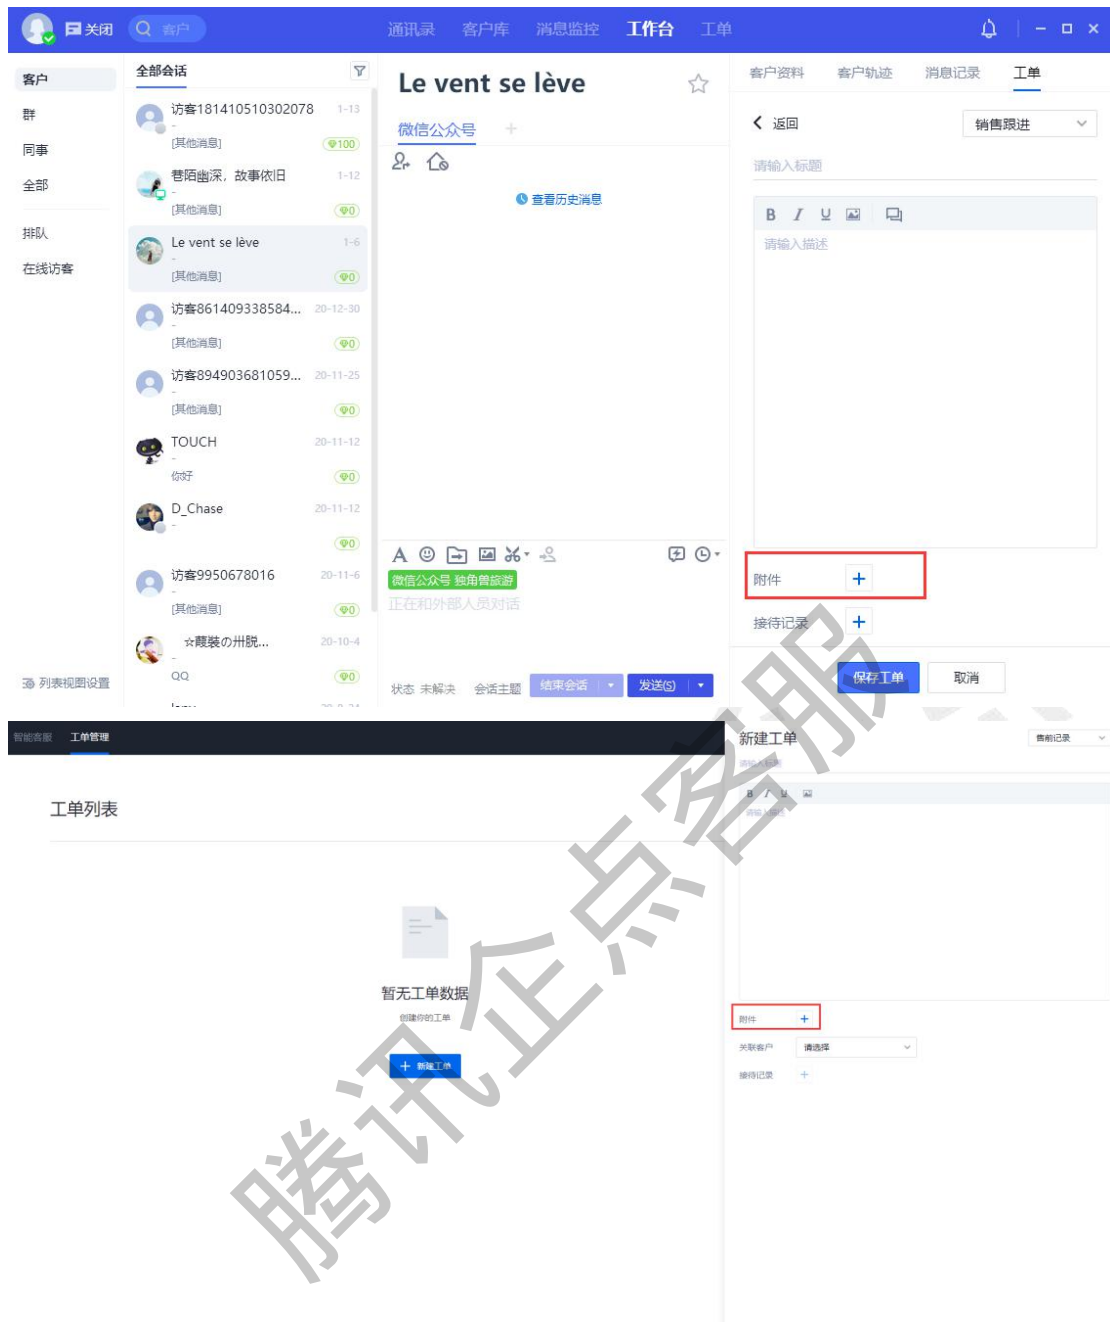 关闭
客户
通讯录 客户库 消息监控 工作台 工单
客户
群
同事
全部
排队
在线访客
列表视图设置
全部会话
访客181410510302078 1-13
-
[其他消息] 100
巷陌幽深，故事依旧 1-12
-
[其他消息] 0
Le vent se lève 1-6
-
[其他消息] 0
访客861409338584... 20-12-30
-
[其他消息] 0
访客894903681059... 20-11-25
-
[其他消息] 0
TOUCH 20-11-12
-
你好 0
D_Chase 20-11-12
-
0
访客9950678016 20-11-6
-
[其他消息] 0
☆蕺裝の卅脱... 20-10-4
-
QQ 0
Le vent se lève
微信公众号 +
查看历史消息
微信公众号 独角兽旅游
正在和外部人员对话
状态 未解决 会话主题 结束会话 发送(S)
客户资料 客户轨迹 消息记录 工单
返回 销售跟进
请输入标题
B I U
请输入描述
附件 +
接待记录 +
保存工单 取消
智能客服 工单管理
工单列表
暂无工单数据
创建你的工单
+ 新建工单
新建工单 售前记录
请输入标题
B I U
请输入描述
附件 +
关联客户 请选择
接待记录 +
腾讯企点客服